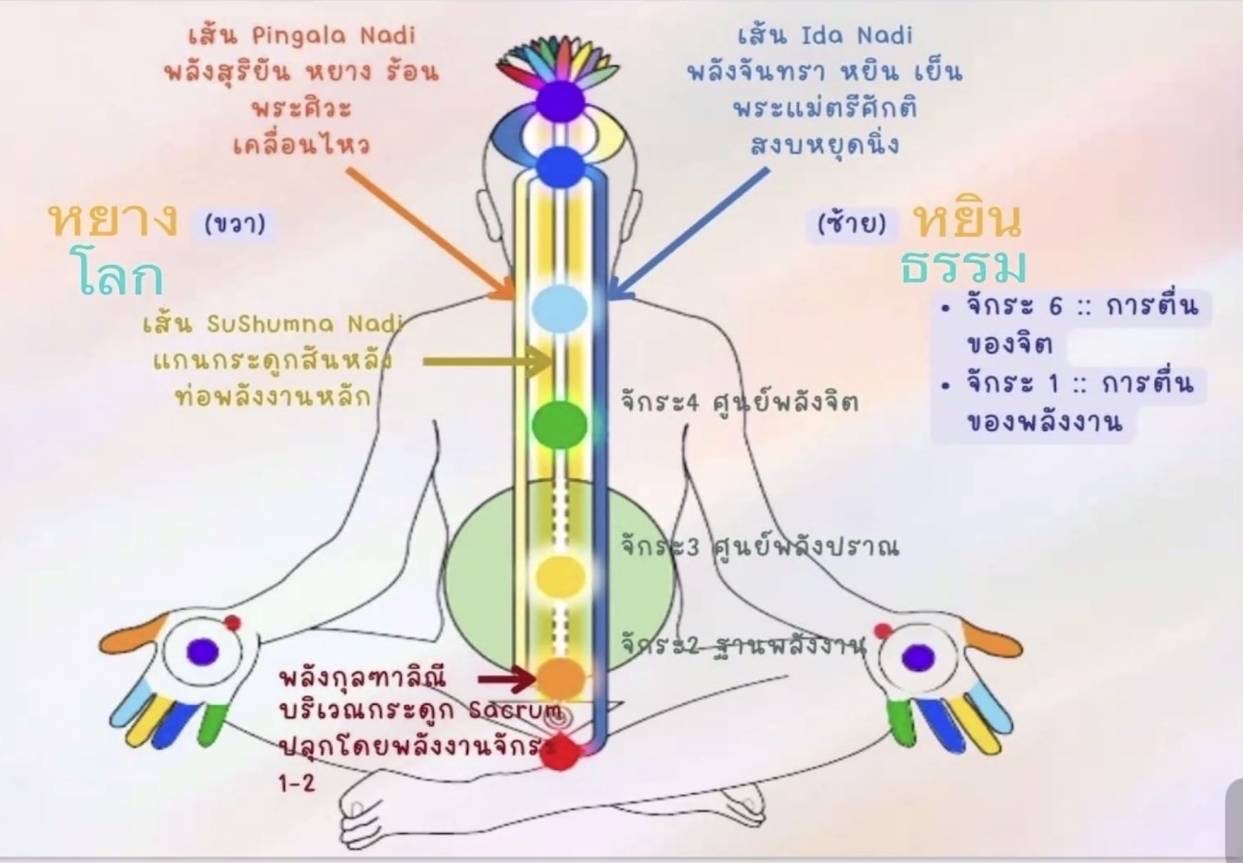 เส้น Pingala Nadi
พลังสุริยัน หยาง ร้อน
พระศิวะ
เคลื่อนไหว
เส้น Ida Nadi
พลังจันทรา หยิน เย็น
พระแม่ตรีศักติ
สงบหยุดนิ่ง
หยาง (ขวา)
โลก
(ซ้าย) หยิน
ธรรม
• จักระ 6 :: การตื่น
ของจิต
• จักระ 1 :: การตื่น
ของพลังงาน
เส้น SuShumna Nadi
แกนกระดูกสันหลัง
ท่อพลังงานหลัก
จักระ4 ศูนย์พลังจิต
จักระ3 ศูนย์พลังปราณ
จักระ2 ฐานพลังงาน
พลังกุลฑาลิณี
บริเวณกระดูก Sacrum
ปลุกโดยพลังงานจักระ
1-2